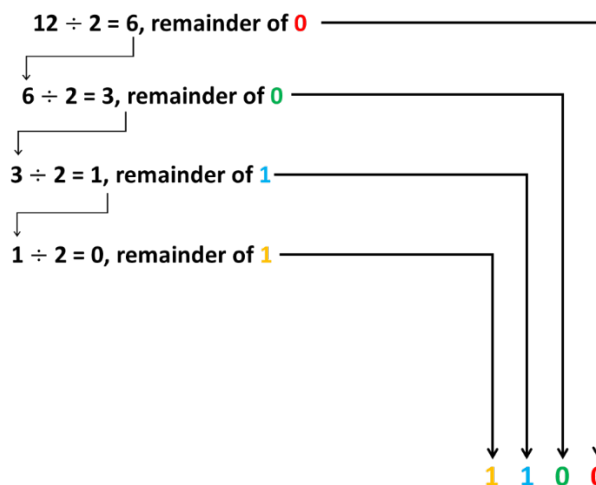 12 ÷ 2 = 6, remainder of 0
6 ÷ 2 = 3, remainder of 0
3 ÷ 2 = 1, remainder of 1
1 ÷ 2 = 0, remainder of 1
1 1 0 0